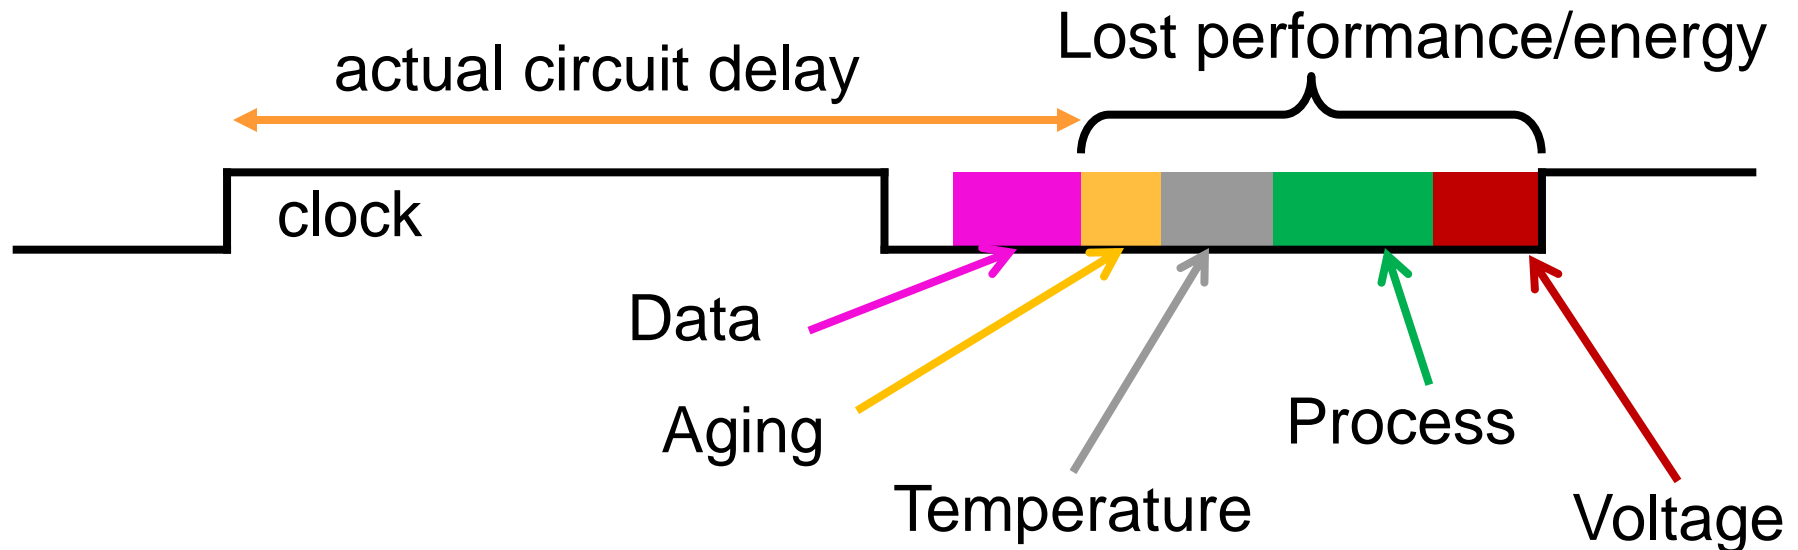 Lost performance/energy
actual circuit delay
clock
Data
Aging
Process
Temperature
Voltage